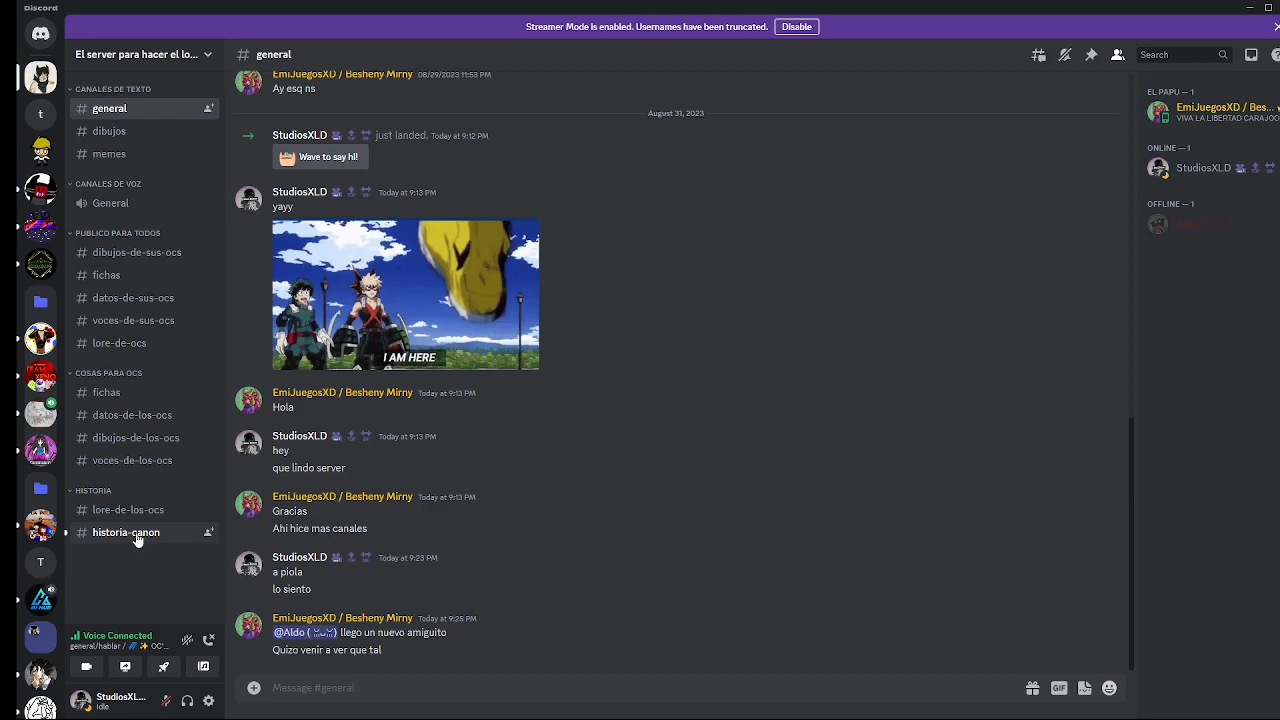 Discord
Streamer Mode is enabled. Usernames have been truncated. Disable
El server para hacer el lo...
# general
Search
CANALES DE TEXTO
# general
# dibujos
# memes
CANALES DE VOZ
General
PUBLICO PARA TODOS
# dibujos-de-sus-ocs
# fichas
# datos-de-sus-ocs
# voces-de-sus-ocs
# lore-de-ocs
COSAS PARA OCS
# fichas
# datos-de-los-ocs
# dibujos-de-los-ocs
# voces-de-los-ocs
HISTORIA
# lore-de-los-ocs
# historia-canon
t
T
Voice Connected
general/hablar / OC'...
StudiosXL...
Idle
EmiJuegosXD / Besheny Mirny 08/29/2023 11:53 PM
Ay esq ns
August 31, 2023
StudiosXLD just landed. Today at 9:12 PM
Wave to say hi!
StudiosXLD Today at 9:13 PM
yayy
I AM HERE
EmiJuegosXD / Besheny Mirny Today at 9:13 PM
Hola
StudiosXLD Today at 9:13 PM
hey
que lindo server
EmiJuegosXD / Besheny Mirny Today at 9:13 PM
Gracias
Ahi hice mas canales
StudiosXLD Today at 9:23 PM
a piola
lo siento
EmiJuegosXD / Besheny Mirny Today at 9:25 PM
@Aldo llego un nuevo amiguito
Quizo venir a ver que tal
Message #general
GIF
EL PAPU — 1
EmiJuegosXD / Bes...
VIVA LA LIBERTAD CARAJOO
ONLINE — 1
StudiosXLD
OFFLINE — 1